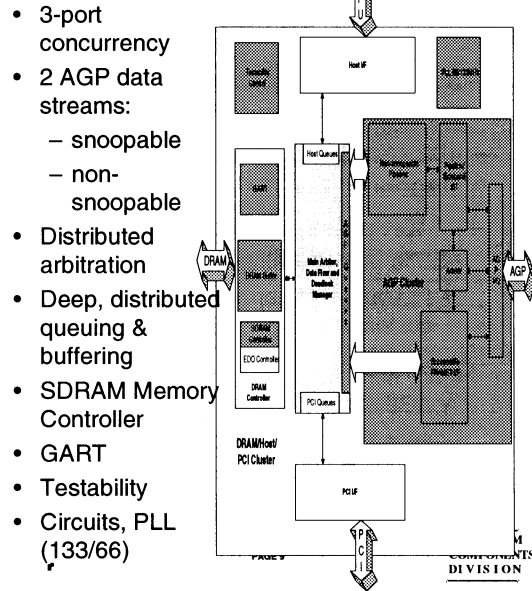 • 3-port
concurrency
• 2 AGP data
streams:
– snoopable
– non-
snoopable
• Distributed
arbitration
• Deep, distributed
queuing &
buffering
• SDRAM Memory
Controller
• GART
• Testability
• Circuits, PLL
(133/66)
Host I/F
Host Queues
GART
DRAM
Main Arbiter,
Data Flow and
Deadlock
Manager
AGP Cluster
AGP
EDO Controller
DRAM
Controller
PCI Queues
DRAM/Host/
PCI Cluster
PCI I/F
PCI
PAGE 9
COMPONENTS
DIVISION